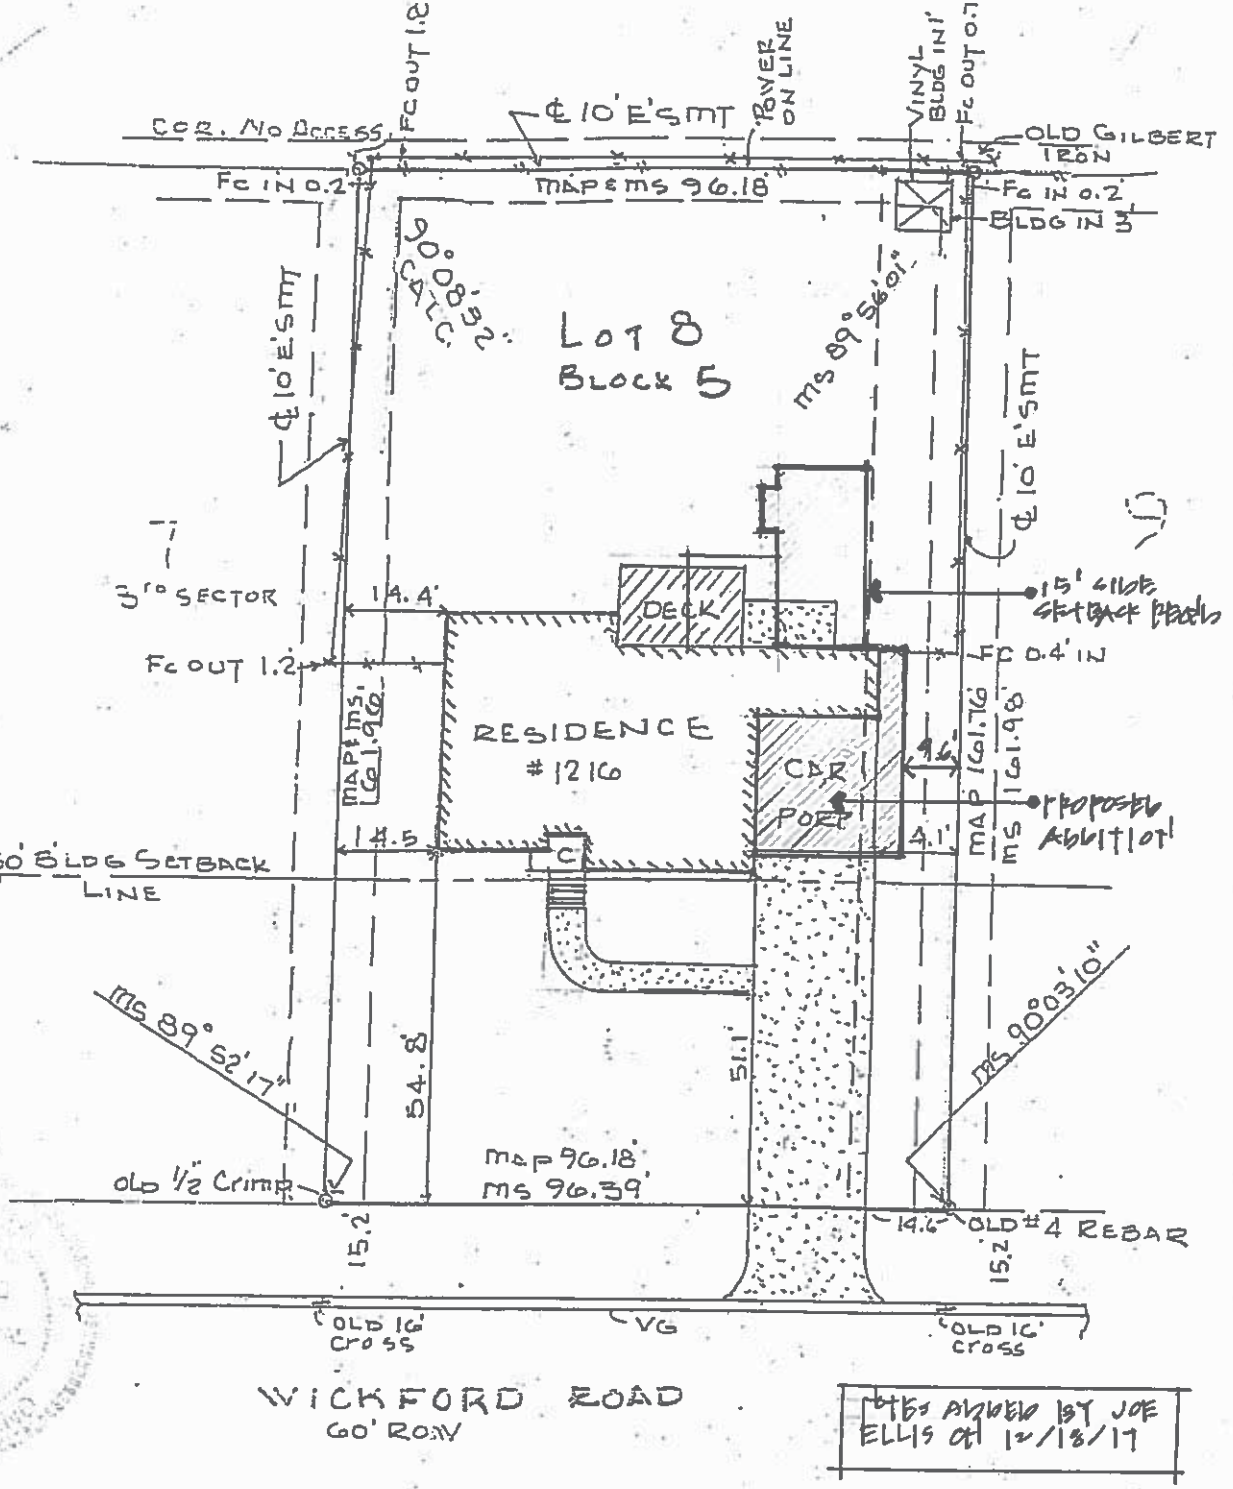 Fc OUT 1.8
POWER
ON LINE
VINYL
BLDG IN 1'
Fc OUT 0.7
COR. NO ACCESS
℄ 10' E'SMT
OLD GILBERT
IRON
Fc IN 0.2'
MAP & MS 96.18'
Fc IN 0.2'
BLDG IN 3'
90°08'32"
CALC.
MS 89°56'01"
℄ 10' E'SMT
LOT 8
BLOCK 5
℄ 10' E'SMT
7
3RD SECTOR
9
14.4'
DECK
15' SIDE
SETBACK
Fc OUT 1.2'
FC 0.4' IN
MAP & MS.
161.96
RESIDENCE
#1216
CAR
PORT
9.6'
MAP 161.76
MS 161.98'
PROPOSED
ADDITION
14.5
C
4.1'
BLDG SETBACK
LINE
MS 89°52'17"
54.8'
51.1'
MS 90°03'10"
MAP 96.18'
MS 96.39'
OLD 1/2" Crimp
15.2'
14.6'
OLD #4 REBAR
15.2'
OLD 16'
CROSS
VG
OLD 16'
CROSS
WICKFORD ROAD
60' ROW
NOTES ADDED BY JOE
ELLIS ON 12/18/17